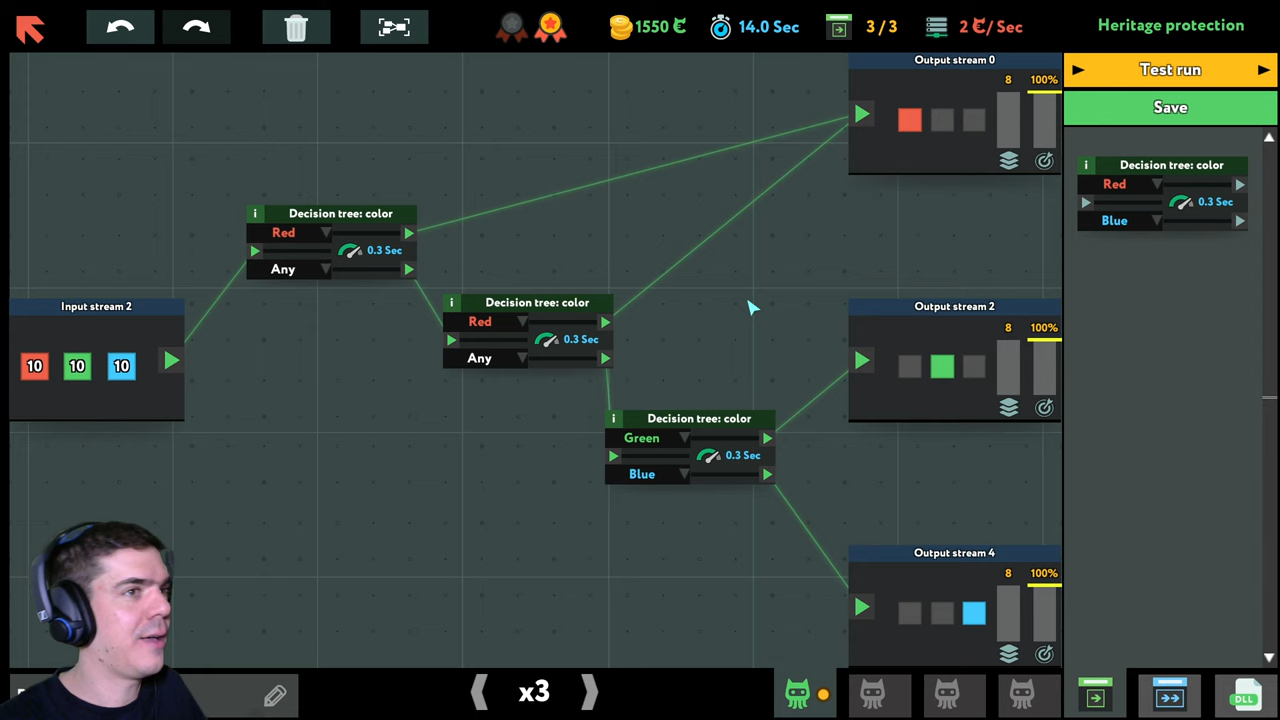 1550 €
14.0 Sec
3 / 3
2 €/Sec
Heritage protection
Test run
Save
Decision tree: color
Red
0.3 Sec
Blue
Output stream 0
8
100%
Decision tree: color
Red
0.3 Sec
Any
Input stream 2
10
10
10
Decision tree: color
Red
0.3 Sec
Any
Output stream 2
8
100%
Decision tree: color
Green
0.3 Sec
Blue
Output stream 4
8
100%
x3
DLL